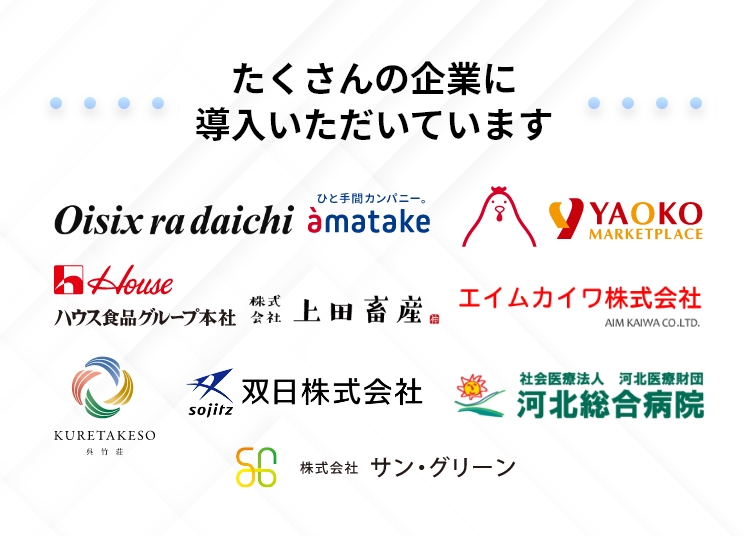 たくさんの企業に
導入いただいています
Oisix ra daichi
ひと手間カンパニー。
àmatake
YAOKO
MARKETPLACE
House
ハウス食品グループ本社
株式会社 上田畜産
エイムカイワ株式会社
AIM KAIWA CO.LTD.
KURETAKESO
呉竹荘
sojitz 双日株式会社
社会医療法人 河北医療財団
河北総合病院
株式会社 サン・グリーン